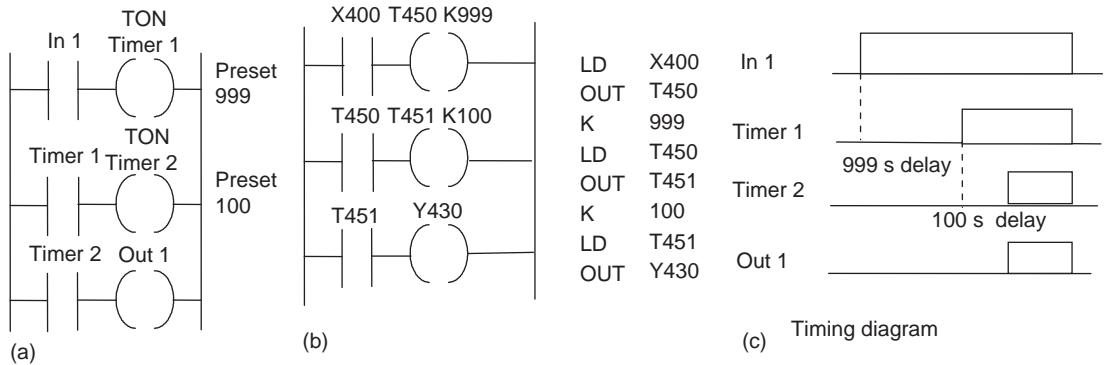 TON
In 1 Timer 1
Preset
999
TON
Timer 1 Timer 2
Preset
100
Timer 2 Out 1
(a)
X400 T450 K999
T450 T451 K100
T451 Y430
(b)
LD X400
OUT T450
K 999
LD T450
OUT T451
K 100
LD T451
OUT Y430
In 1
Timer 1
999 s delay
Timer 2
100 s delay
Out 1
(c) Timing diagram